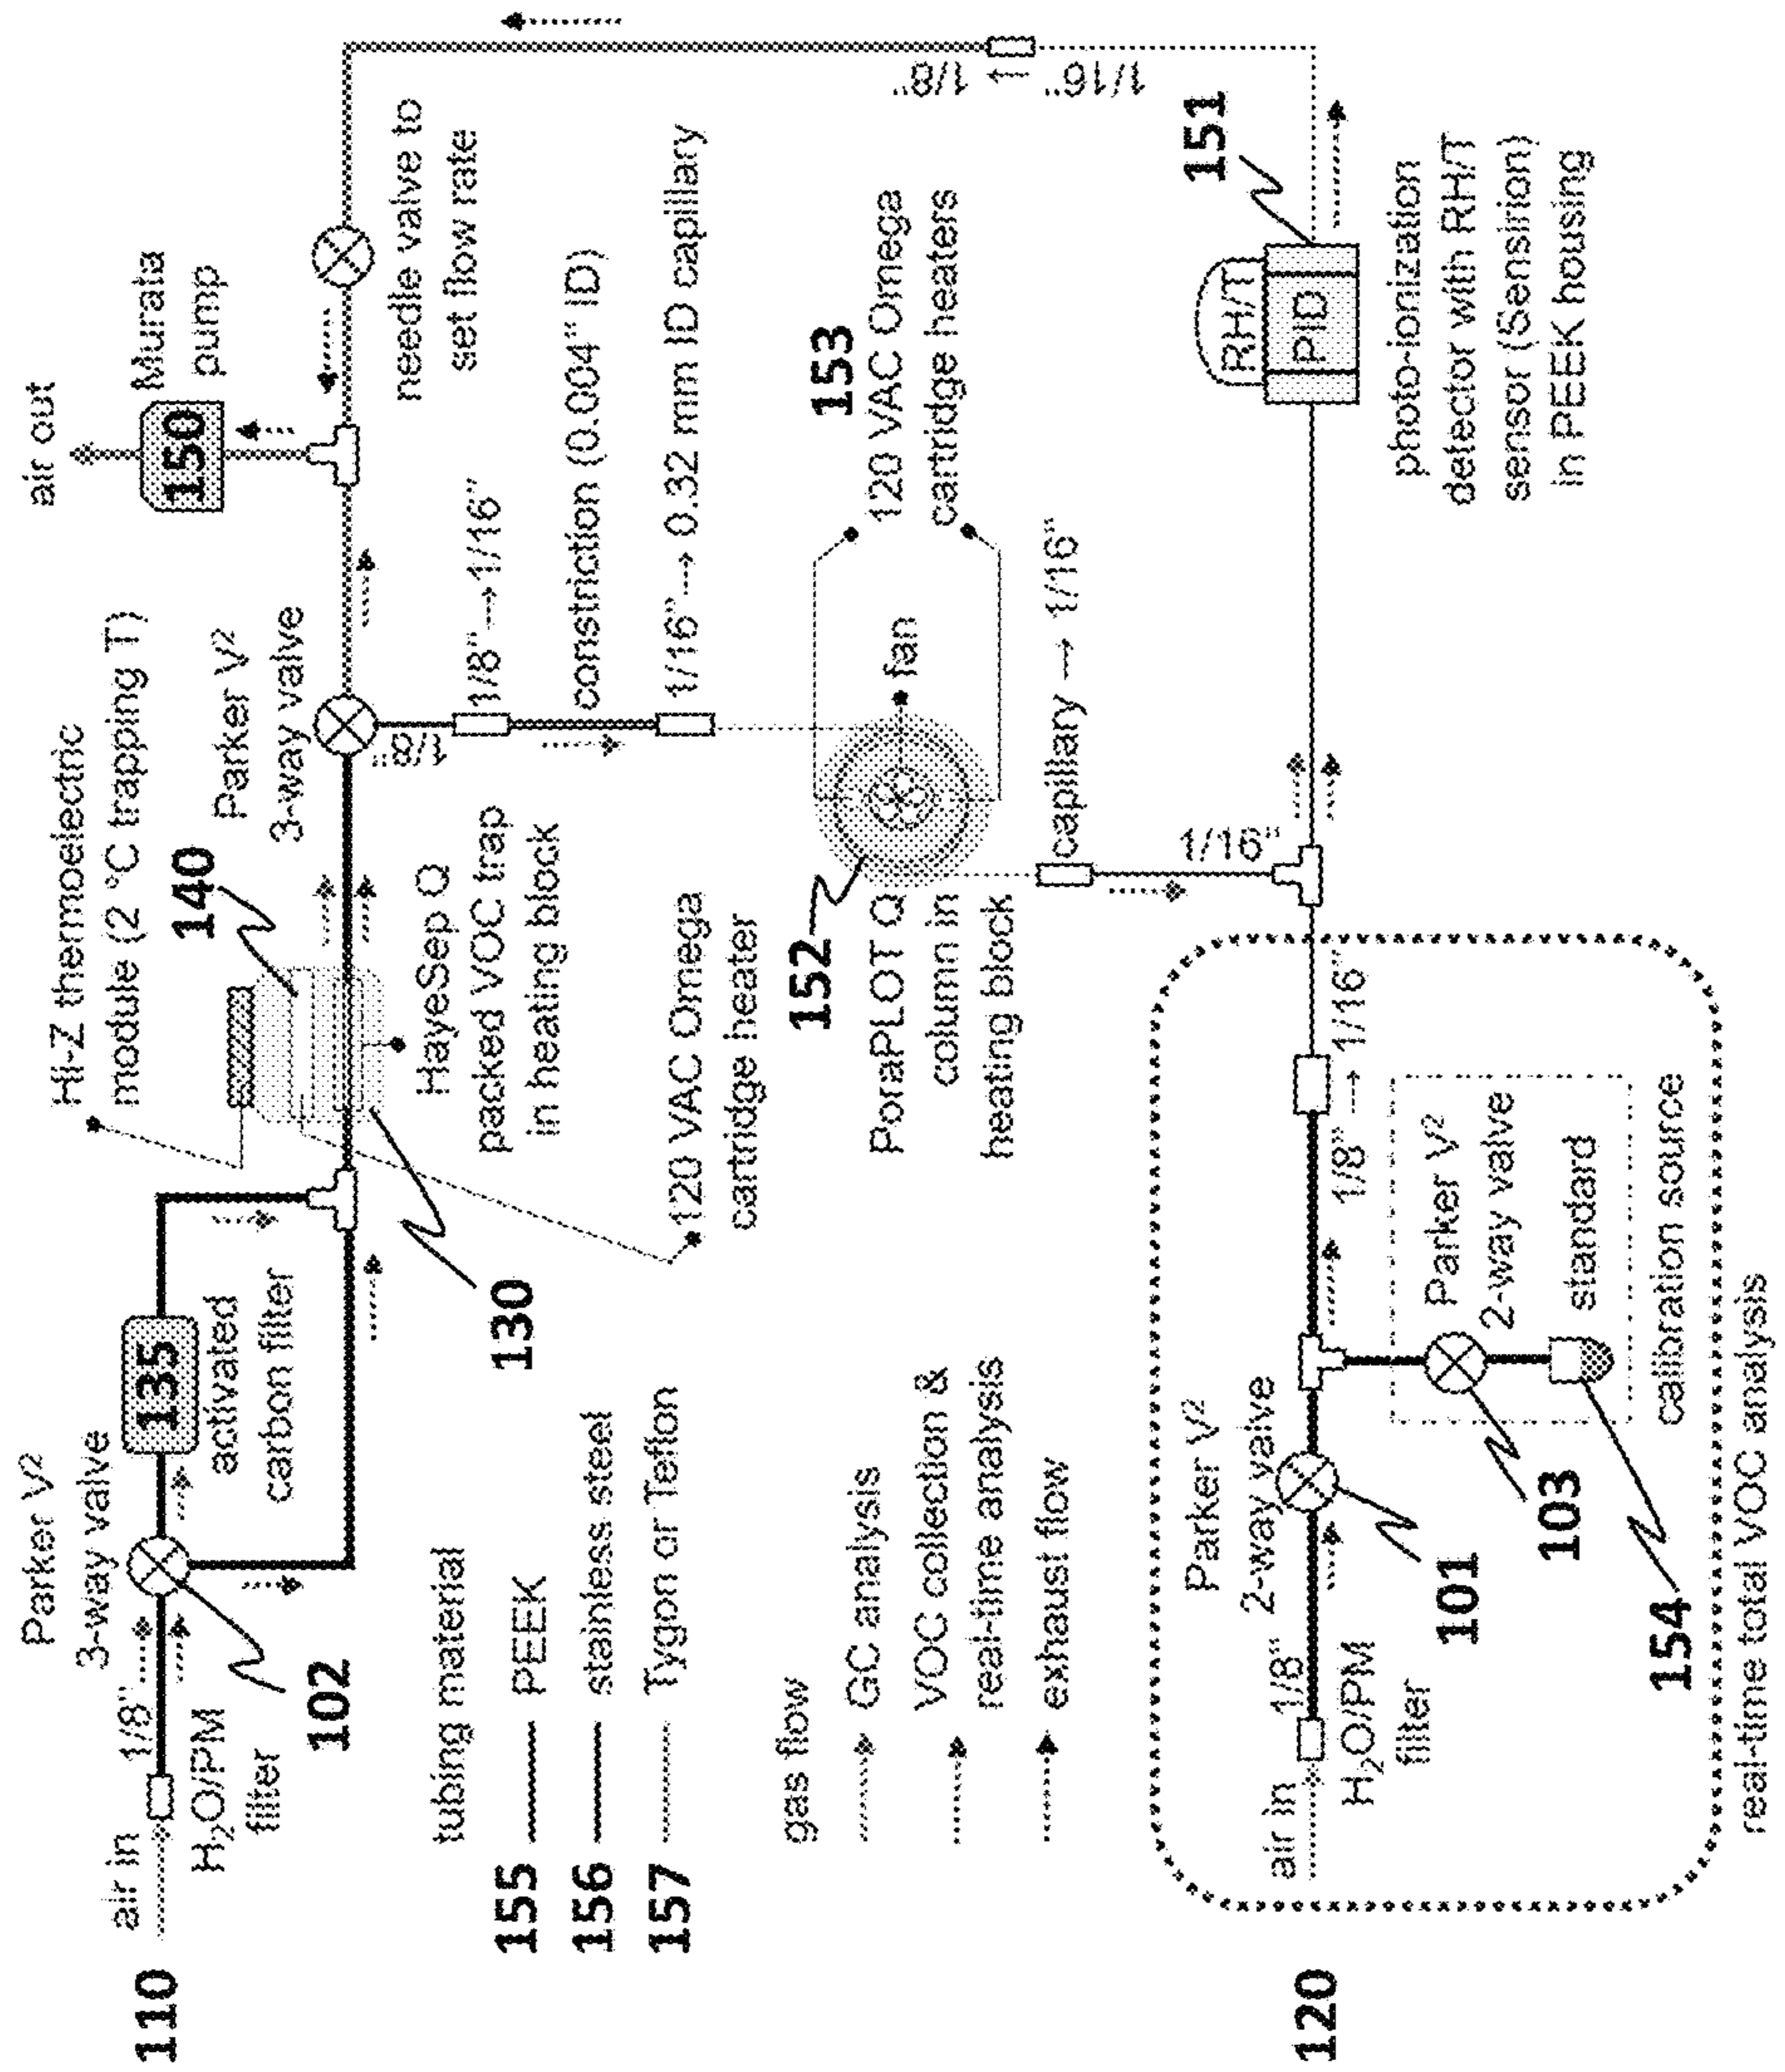 110
air in
1/8"
H₂O/PM
filter
102
Parker V²
3-way valve
135
activated
carbon filter
130
Hi-Z thermoelectric
module (2 °C trapping T)
140
HayeSep Q
packed VOC trap
in heating block
120 VAC Omega
cartridge heater
Parker V²
3-way valve
1/8"
1/8"→1/16"
constriction (0.004" ID)
1/16"→ 0.32 mm ID capillary
air out
150
Murata
pump
needle valve to
set flow rate
1/8"
↑
1/16"
tubing material
155
PEEK
156
stainless steel
157
Tygon or Teflon
gas flow
GC analysis
VOC collection &
real-time analysis
exhaust flow
152
PoraPLOT Q
column in
heating block
fan
153
120 VAC Omega
cartridge heaters
capillary → 1/16"
1/16"
151
RH/T
PID
photo-ionization
detector with RH/T
sensor (Sensirion)
in PEEK housing
120
air in
1/8"
H₂O/PM
filter
Parker V²
2-way valve
101
103
154
Parker V²
2-way valve
standard
calibration source
1/8" → 1/16"
real-time total VOC analysis